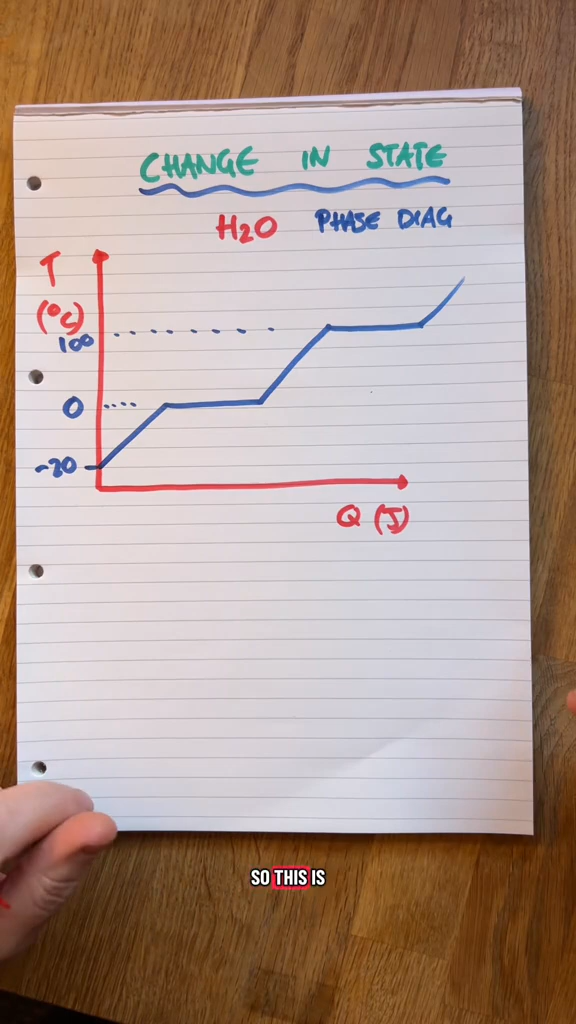 CHANGE IN STATE
H2O PHASE DIAG
T
(°C)
100
0
-20
Q (J)
SO THIS IS